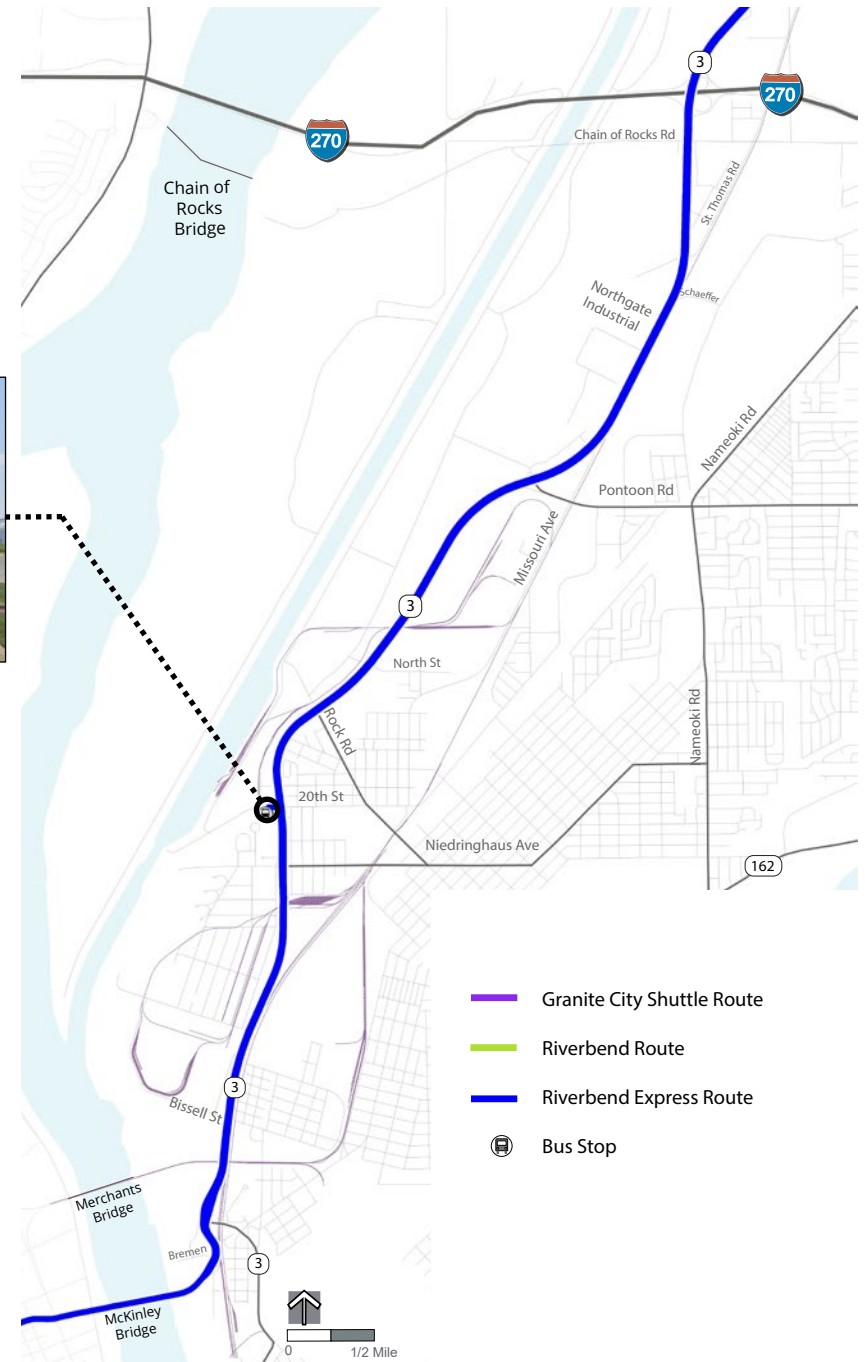 3
270
270
Chain of Rocks Rd
St. Thomas Rd
Chain of
Rocks
Bridge
Northgate
Industrial
Schaeffer
Nameoki Rd
Pontoon Rd
Missouri Ave
3
North St
Rock Rd
Nameoki Rd
20th St
Niedringhaus Ave
162
Granite City Shuttle Route
Riverbend Route
Riverbend Express Route
Bus Stop
3
Bissell St
Merchants
Bridge
Bremen
3
McKinley
Bridge
0 1/2 Mile